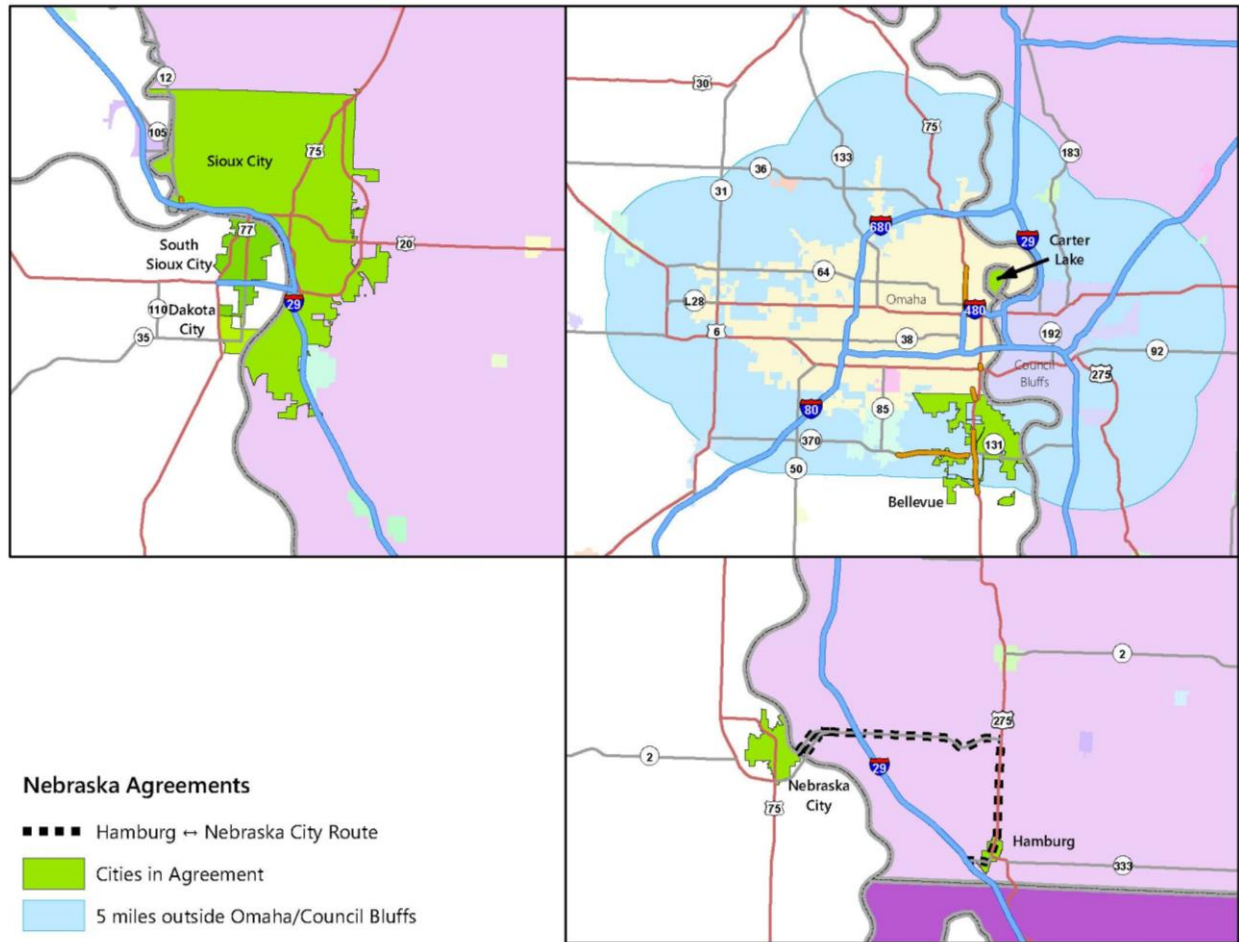 12
105
Sioux City
75
77
20
South
Sioux City
29
110
Dakota
City
35
30
75
183
36
133
31
680
29
Carter
Lake
64
L28
Omaha
480
6
38
192
92
Council
Bluffs
275
80
85
370
131
50
Bellevue
2
275
2
29
Nebraska
City
75
Hamburg
333
Nebraska Agreements
Hamburg ↔ Nebraska City Route
Cities in Agreement
5 miles outside Omaha/Council Bluffs